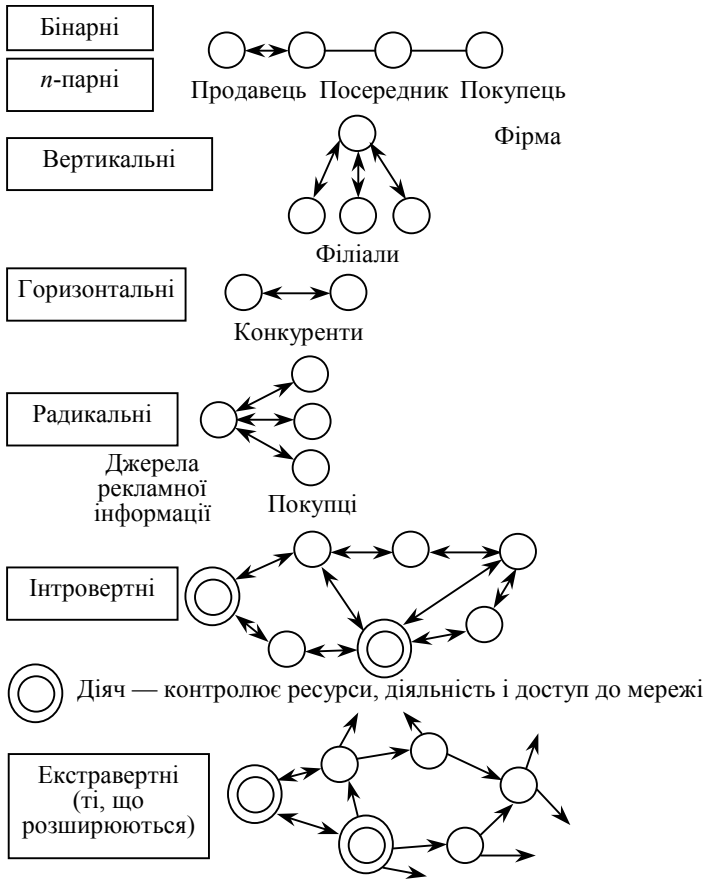 Бінарні
n-парні
Продавець Посередник Покупець
Фірма
Вертикальні
Філіали
Горизонтальні
Конкуренти
Радикальні
Джерела
рекламної
інформації
Покупці
Інтровертні
Діяч — контролює ресурси, діяльність і доступ до мережі
Екстравертні
(ті, що
розширюються)